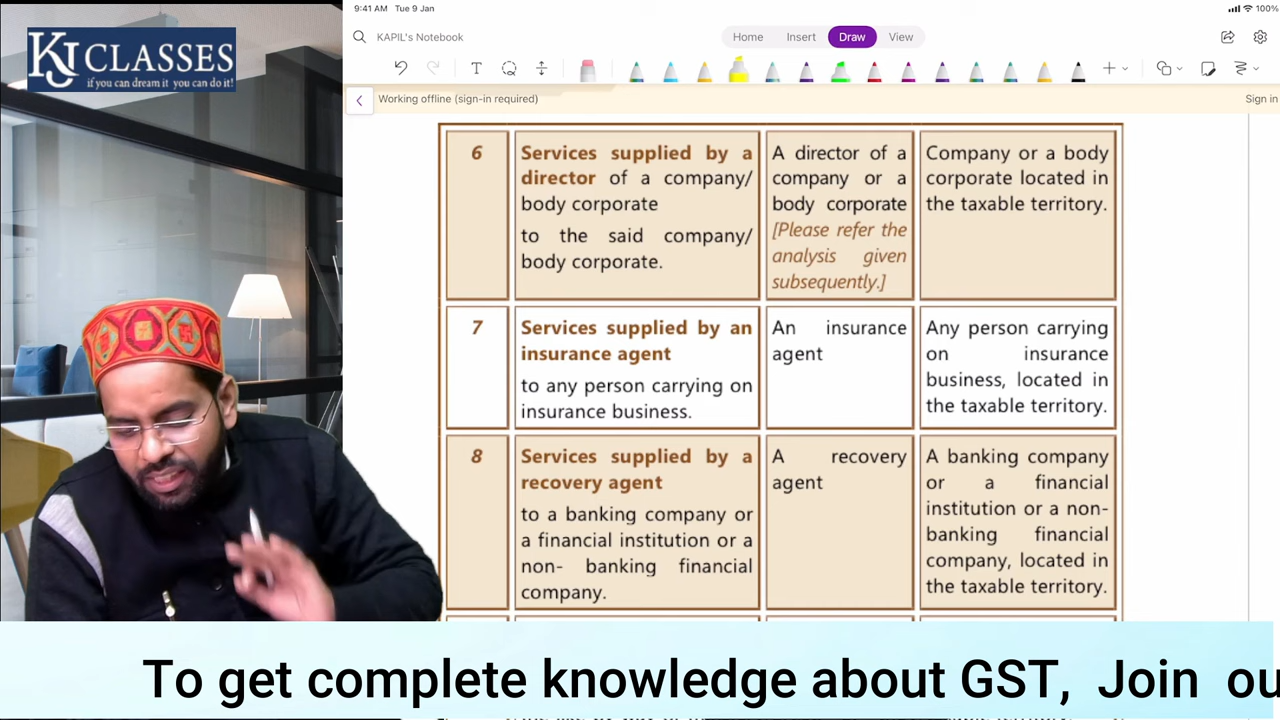 KJ CLASSES
if you can dream it you can do it!
9:41 AM Tue 9 Jan
100%
KAPIL's Notebook
Home Insert Draw View
Working offline (sign-in required)
Sign in
6
Services supplied by a
director of a company/
body corporate
to the said company/
body corporate.
A director of a
company or a
body corporate
[Please refer the
analysis given
subsequently.]
Company or a body
corporate located in
the taxable territory.
7
Services supplied by an
insurance agent
to any person carrying on
insurance business.
An insurance
agent
Any person carrying
on insurance
business, located in
the taxable territory.
8
Services supplied by a
recovery agent
to a banking company or
a financial institution or a
non- banking financial
company.
A recovery
agent
A banking company
or a financial
institution or a non-
banking financial
company, located in
the taxable territory.
To get complete knowledge about GST, Join ou